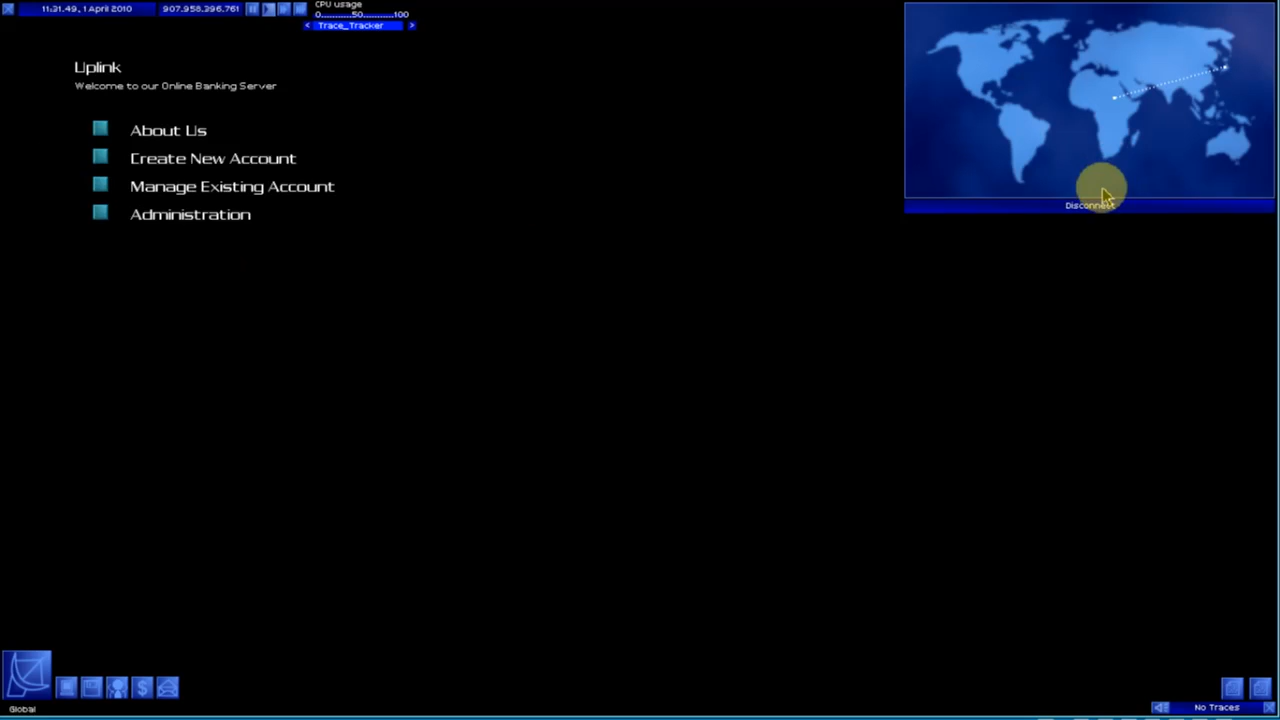 11:31.49, 1 April 2010
907.958.396.761
CPU usage
0..........50..........100
< Trace_Tracker >
Uplink
Welcome to our Online Banking Server
About Us
Create New Account
Manage Existing Account
Administration
Disconnect
Global
No Traces